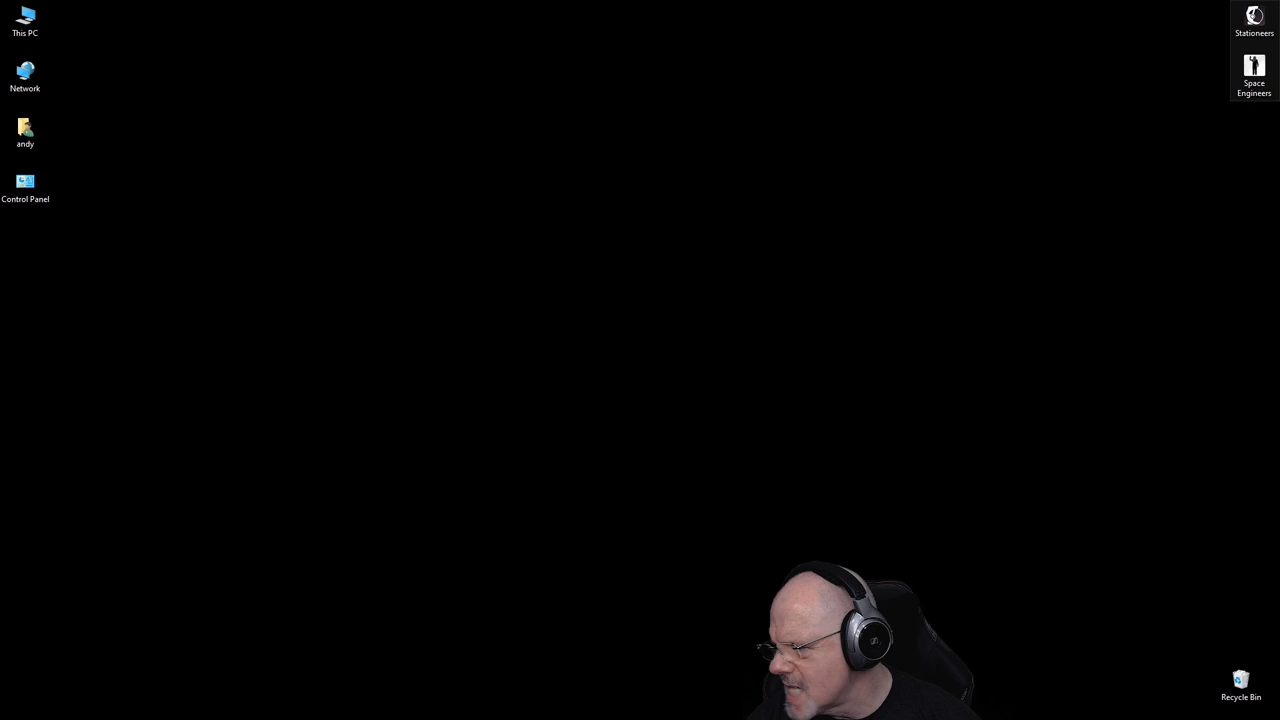 This PC
Network
andy
Control Panel
Stationeers
Space
Engineers
Recycle Bin